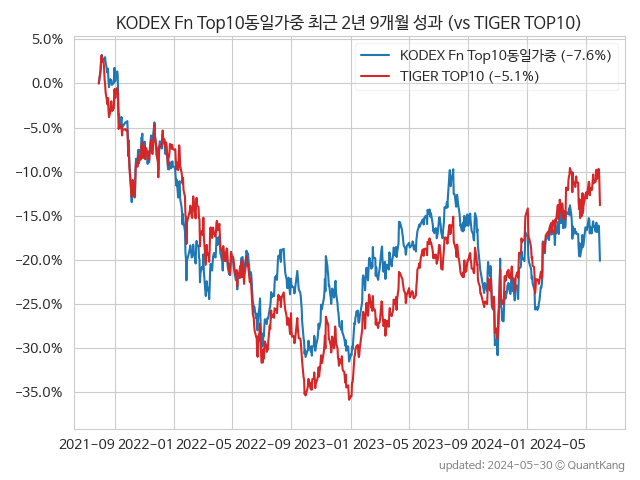 KODEX Fn Top10동일가중 최근 2년 9개월 성과 (vs TIGER TOP10)
KODEX Fn Top10동일가중 (−7.6%)
TIGER TOP10 (−5.1%)
5.0%
0.0%
−5.0%
−10.0%
−15.0%
−20.0%
−25.0%
−30.0%
−35.0%
2021-09 2022-01 2022-05 2022-09 2023-01 2023-05 2023-09 2024-01 2024-05
updated: 2024-05-30 © QuantKang